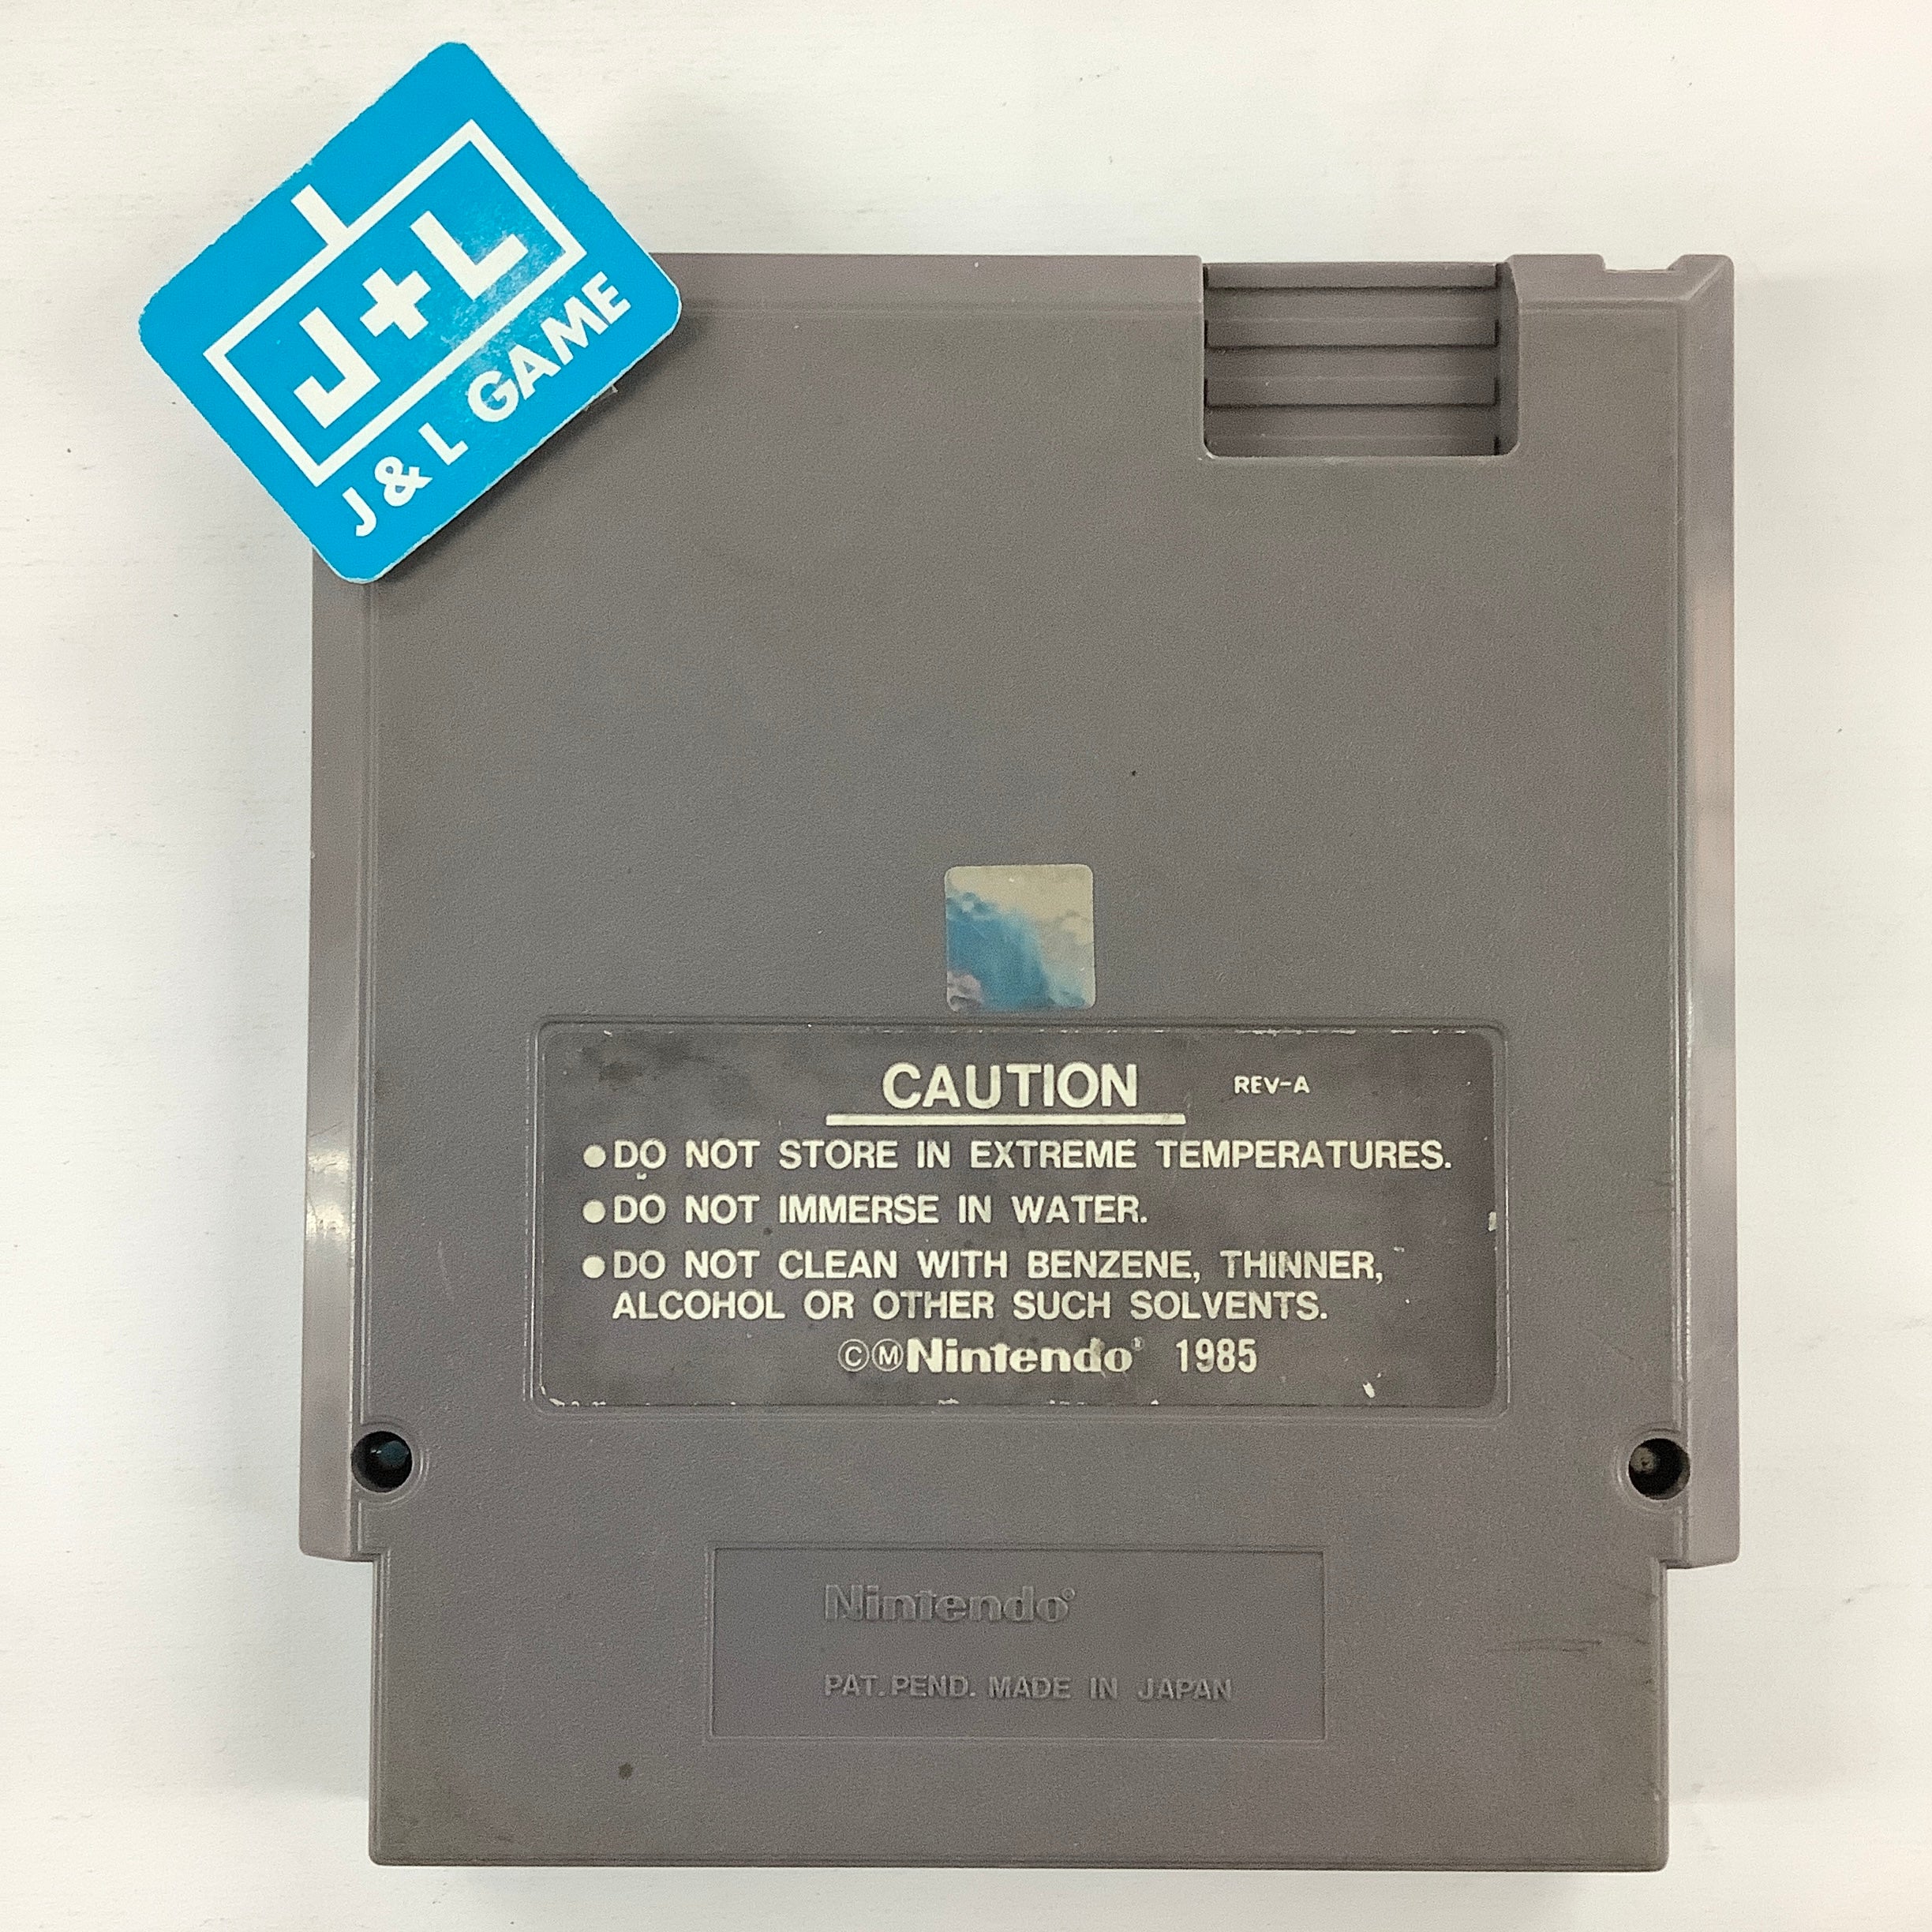 J+L
J & L GAME
CAUTION REV-A
●DO NOT STORE IN EXTREME TEMPERATURES.
●DO NOT IMMERSE IN WATER.
●DO NOT CLEAN WITH BENZENE, THINNER,
ALCOHOL OR OTHER SUCH SOLVENTS.
©ⓂNintendo® 1985
Nintendo®
PAT. PEND. MADE IN JAPAN